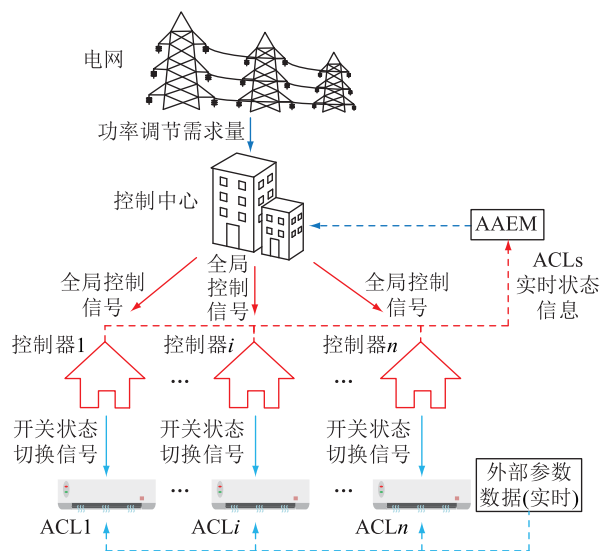 电网
功率调节需求量
控制中心
AAEM
全局控制
信号
全局
控制
信号
全局控制
信号
ACLs
实时状态
信息
控制器1
控制器i
控制器n
...
...
开关状态
切换信号
开关状态
切换信号
开关状态
切换信号
外部参数
数据(实时)
...
...
ACL1
ACLi
ACLn